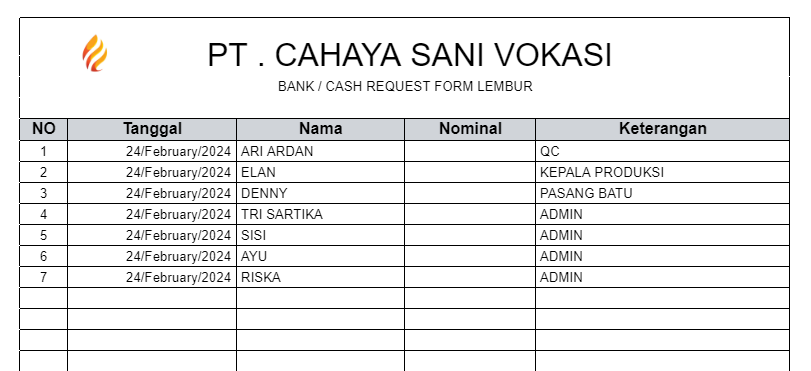 PT . CAHAYA SANI VOKASI
BANK / CASH REQUEST FORM LEMBUR
NO Tanggal Nama Nominal Keterangan
1 24/February/2024 ARI ARDAN QC
2 24/February/2024 ELAN KEPALA PRODUKSI
3 24/February/2024 DENNY PASANG BATU
4 24/February/2024 TRI SARTIKA ADMIN
5 24/February/2024 SISI ADMIN
6 24/February/2024 AYU ADMIN
7 24/February/2024 RISKA ADMIN